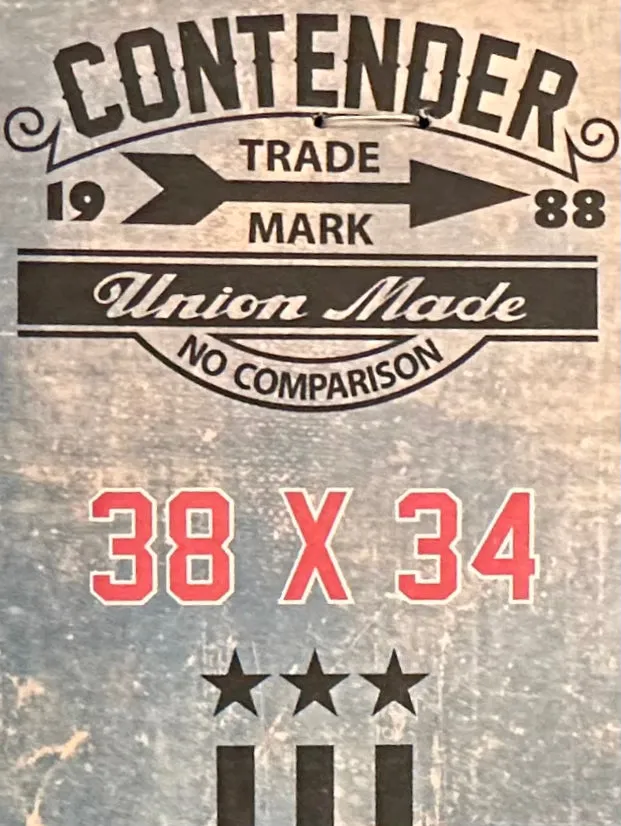 CONTENDER
TRADE
19 88
MARK
Union Made
NO COMPARISON
38 X 34